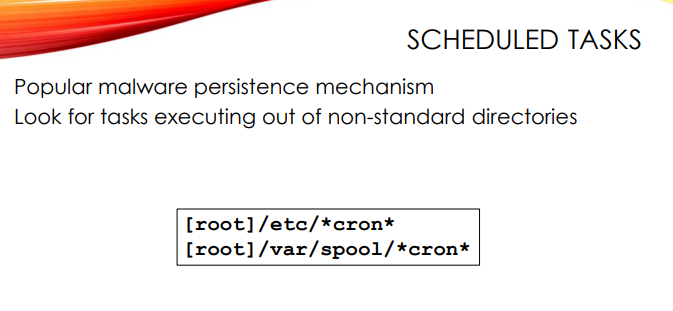 SCHEDULED TASKS
Popular malware persistence mechanism
Look for tasks executing out of non-standard directories
[root]/etc/*cron*
[root]/var/spool/*cron*